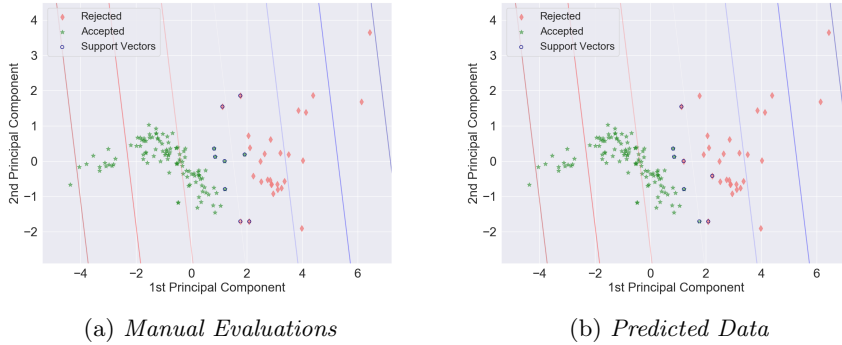 4
3
2
1
0
−1
−2
2nd Principal Component
Rejected
Accepted
Support Vectors
−4 −2 0 2 4 6
1st Principal Component
(a) Manual Evaluations
4
3
2
1
0
−1
−2
2nd Principal Component
Rejected
Accepted
Support Vectors
−4 −2 0 2 4 6
1st Principal Component
(b) Predicted Data